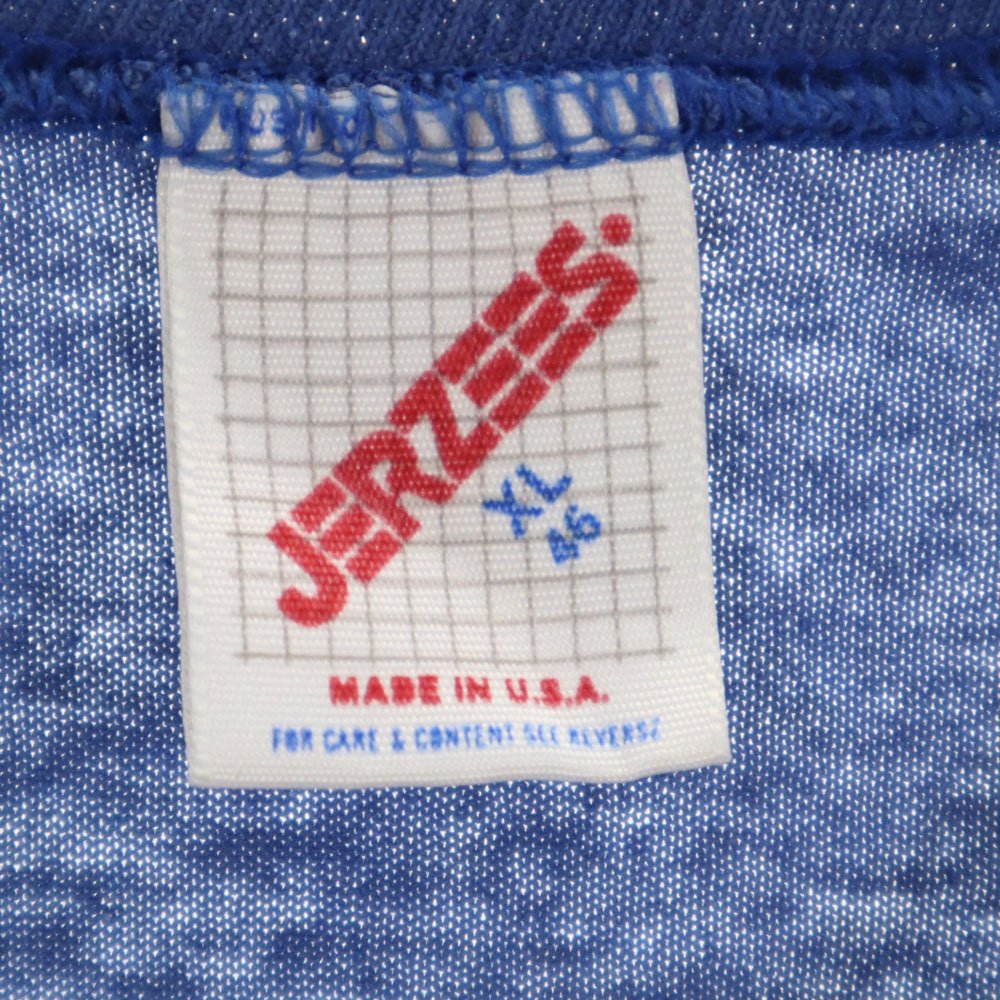 JERZEES.
XL
46
MADE IN U.S.A.
FOR CARE & CONTENT SEE REVERSE